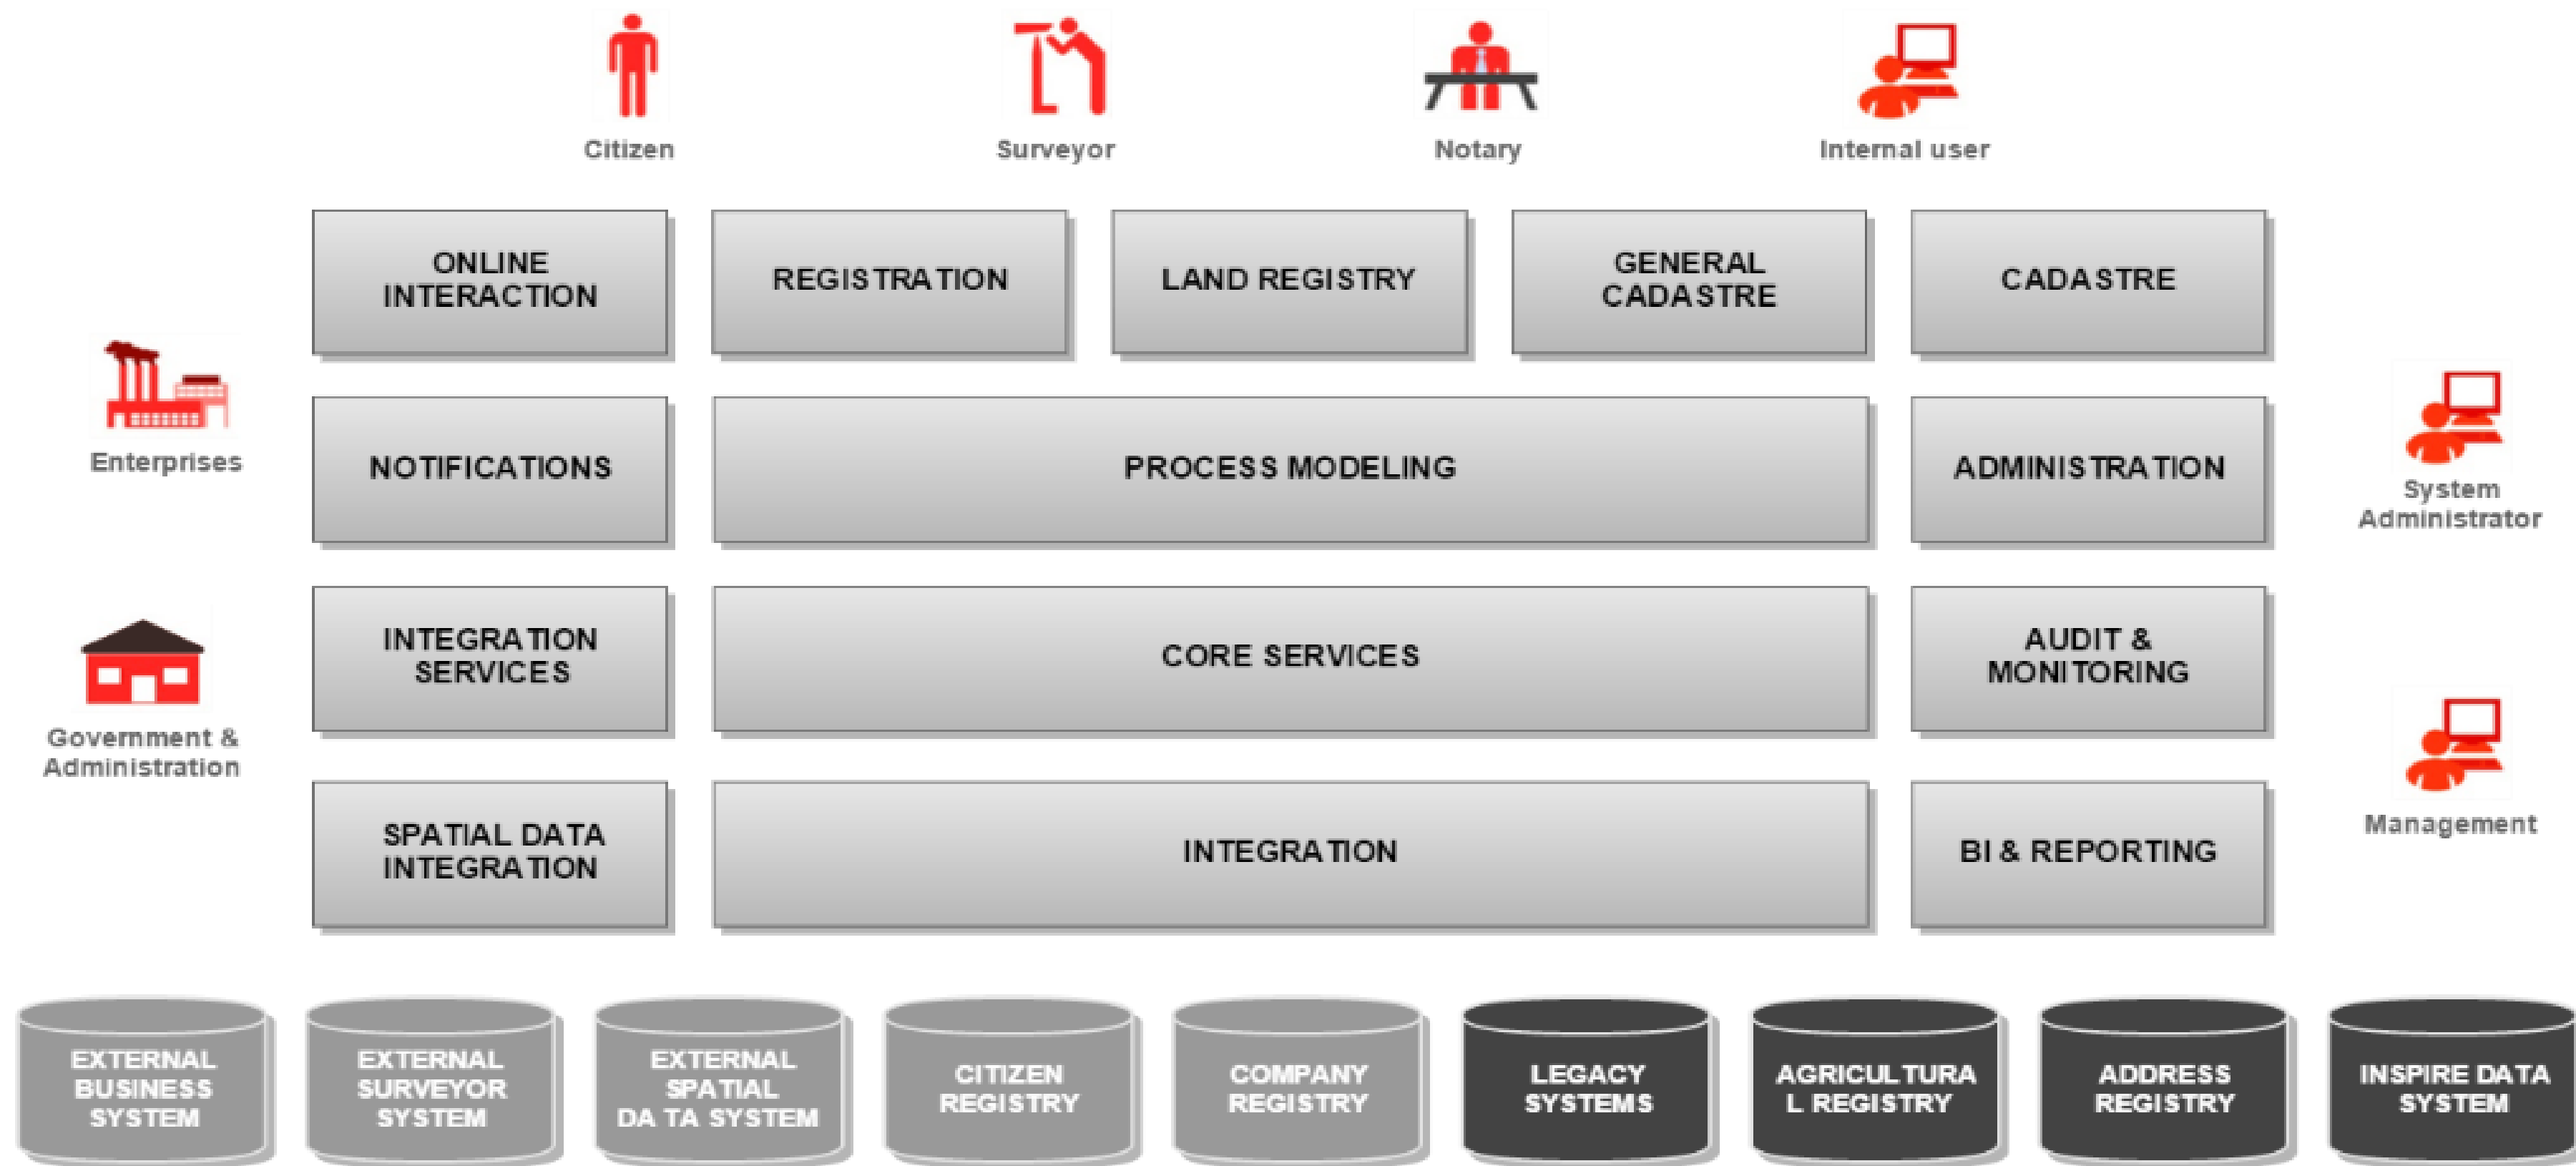 Citizen
Surveyor
Notary
Internal user
ONLINE
INTERACTION
REGISTRATION
LAND REGISTRY
GENERAL
CADASTRE
CADASTRE
Enterprises
NOTIFICATIONS
PROCESS MODELING
ADMINISTRATION
System
Administrator
Government &
Administration
INTEGRATION
SERVICES
CORE SERVICES
AUDIT &
MONITORING
Management
SPATIAL DATA
INTEGRATION
INTEGRATION
BI & REPORTING
EXTERNAL
BUSINESS
SYSTEM
EXTERNAL
SURVEYOR
SYSTEM
EXTERNAL
SPATIAL
DATA SYSTEM
CITIZEN
REGISTRY
COMPANY
REGISTRY
LEGACY
SYSTEMS
AGRICULTURA
L REGISTRY
ADDRESS
REGISTRY
INSPIRE DATA
SYSTEM